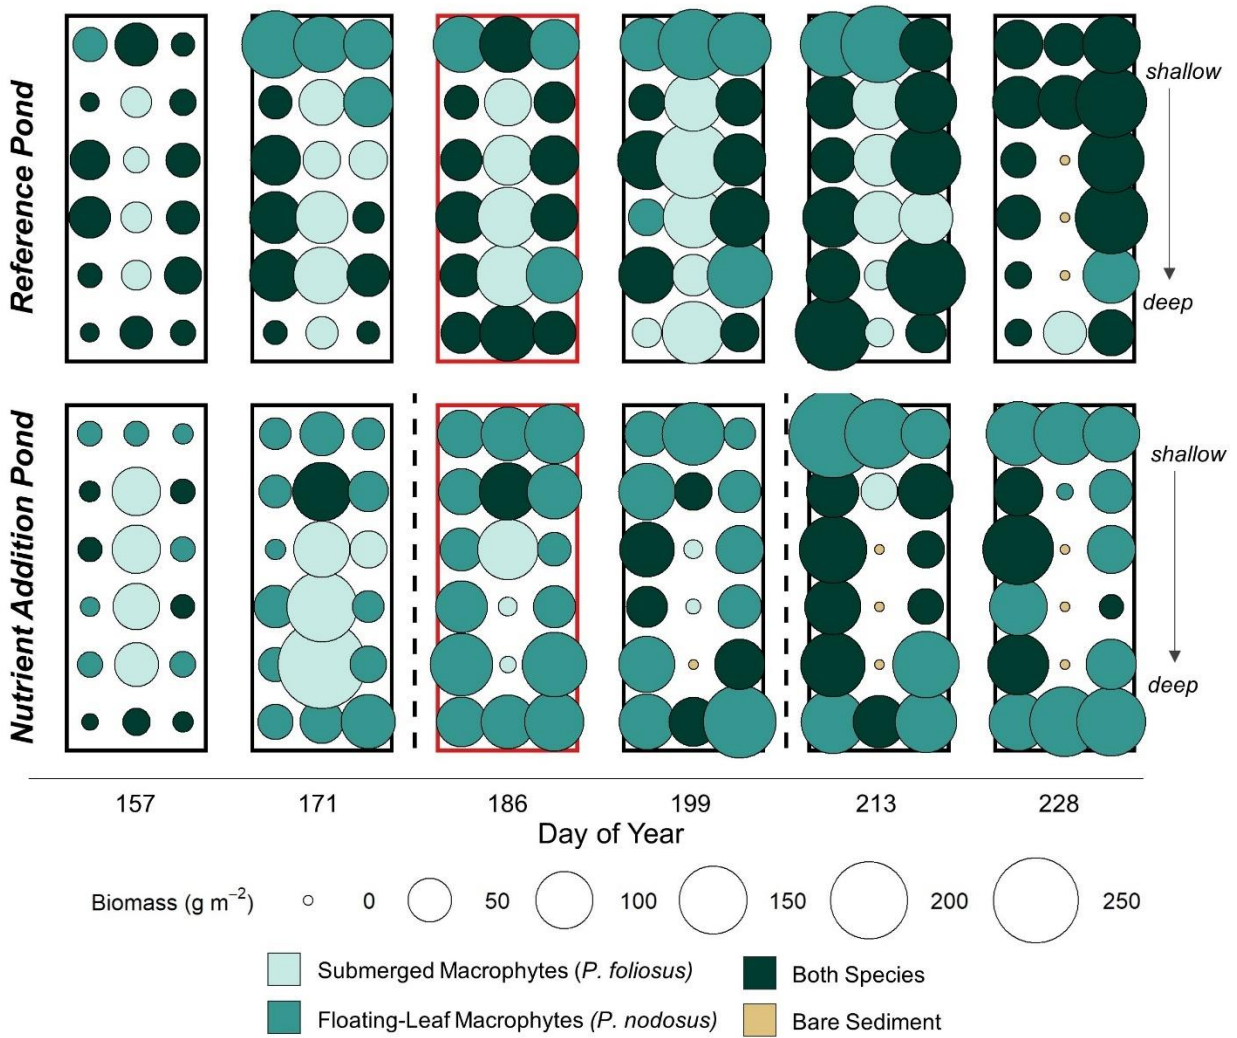 Reference Pond
shallow
deep
Nutrient Addition Pond
shallow
deep
157 171 186 199 213 228
Day of Year
Biomass (g m⁻²) 0 50 100 150 200 250
Submerged Macrophytes (P. foliosus) Both Species
Floating-Leaf Macrophytes (P. nodosus) Bare Sediment